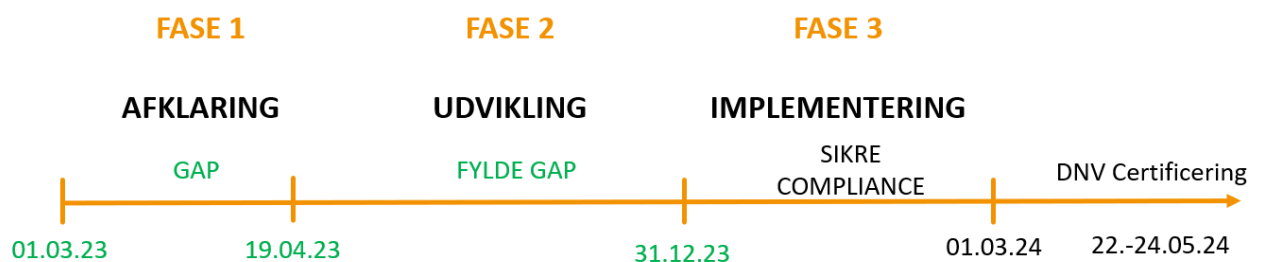 FASE 1
FASE 2
FASE 3
AFKLARING
UDVIKLING
IMPLEMENTERING
GAP
FYLDE GAP
SIKRE
COMPLIANCE
DNV Certificering
01.03.23
19.04.23
31.12.23
01.03.24
22.-24.05.24